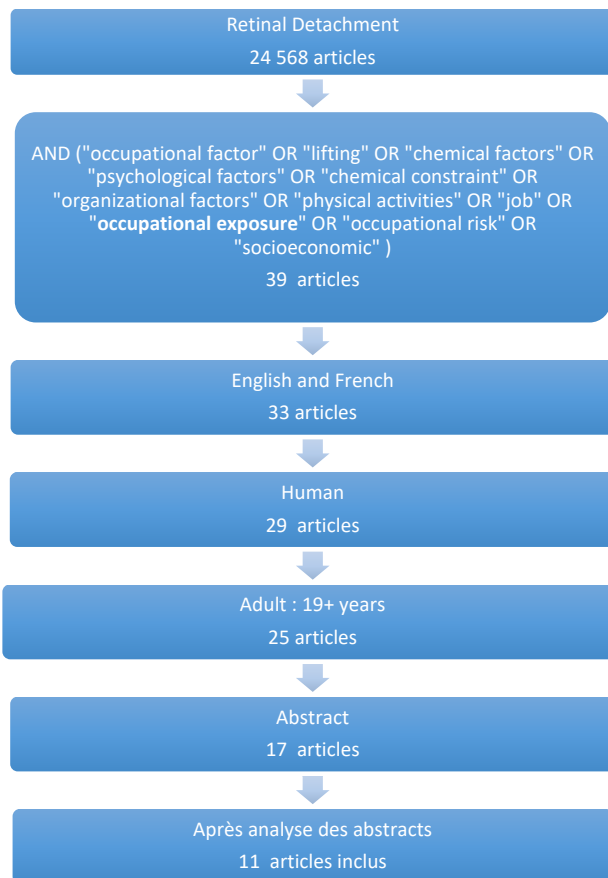 Retinal Detachment
24 568 articles
AND ("occupational factor" OR "lifting" OR "chemical factors" OR
"psychological factors" OR "chemical constraint" OR
"organizational factors" OR "physical activities" OR "job" OR
"occupational exposure" OR "occupational risk" OR
"socioeconomic" )
39 articles
English and French
33 articles
Human
29 articles
Adult : 19+ years
25 articles
Abstract
17 articles
Après analyse des abstracts
11 articles inclus